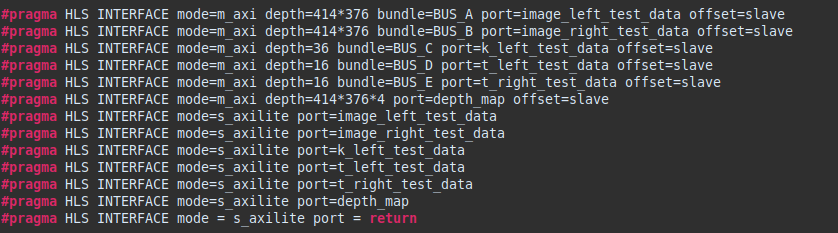 #pragma HLS INTERFACE mode=m_axi depth=414*376 bundle=BUS_A port=image_left_test_data offset=slave
#pragma HLS INTERFACE mode=m_axi depth=414*376 bundle=BUS_B port=image_right_test_data offset=slave
#pragma HLS INTERFACE mode=m_axi depth=36 bundle=BUS_C port=k_left_test_data offset=slave
#pragma HLS INTERFACE mode=m_axi depth=16 bundle=BUS_D port=t_left_test_data offset=slave
#pragma HLS INTERFACE mode=m_axi depth=16 bundle=BUS_E port=t_right_test_data offset=slave
#pragma HLS INTERFACE mode=m_axi depth=414*376*4 port=depth_map offset=slave
#pragma HLS INTERFACE mode=s_axilite port=image_left_test_data
#pragma HLS INTERFACE mode=s_axilite port=image_right_test_data
#pragma HLS INTERFACE mode=s_axilite port=k_left_test_data
#pragma HLS INTERFACE mode=s_axilite port=t_left_test_data
#pragma HLS INTERFACE mode=s_axilite port=t_right_test_data
#pragma HLS INTERFACE mode=s_axilite port=depth_map
#pragma HLS INTERFACE mode = s_axilite port = return